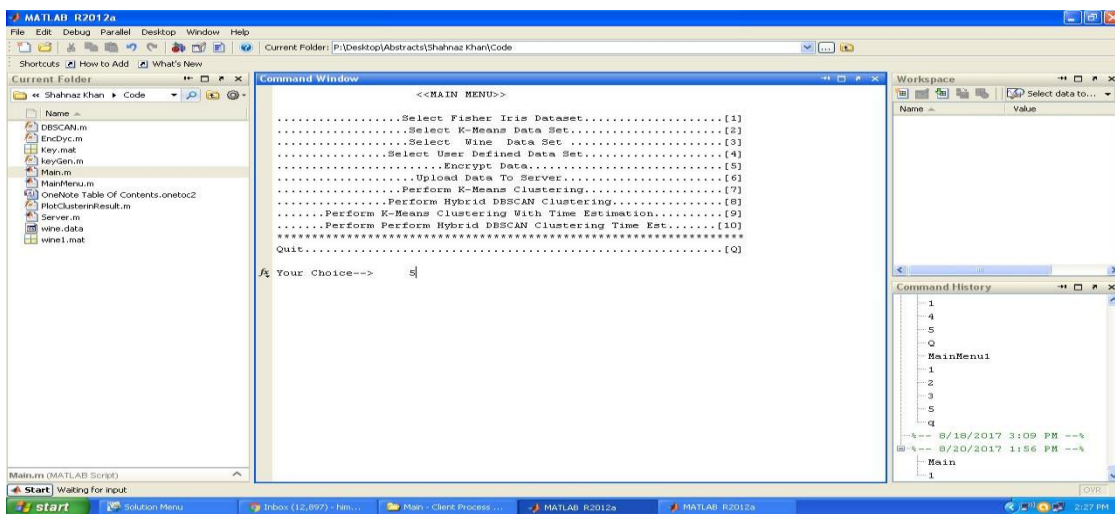 MATLAB R2012a
File Edit Debug Parallel Desktop Window Help
Current Folder: P:\Desktop\Abstracts\Shahnaz Khan\Code
Shortcuts How to Add What's New
Current Folder
« Shahnaz Khan ▸ Code
Name
DBSCAN.m
EncDyc.m
Key.mat
keyGen.m
Main.m
MainMenu.m
OneNote Table Of Contents.onetoc2
PlotClusterinResult.m
Server.m
wine.data
wine1.mat
Main.m (MATLAB Script)
Command Window
<<MAIN MENU>>
..................Select Fisher Iris Dataset....................[1]
...................Select K-Means Data Set......................[2]
...................Select Wine Data Set ......................[3]
................Select User Defined Data Set...................[4]
........................Encrypt Data...........................[5]
....................Upload Data To Server......................[6]
..................Perform K-Means Clustering...................[7]
................Perform Hybrid DBSCAN Clustering...............[8]
.......Perform K-Means Clustering With Time Estimation..........[9]
.......Perform Perform Hybrid DBSCAN Clustering Time Est.......[10]
*******************************************************************
Quit............................................................[Q]
fx Your Choice--> 5
Workspace
Select data to...
Name Value
Command History
1
4
5
Q
MainMenu1
1
2
3
5
q
%-- 8/18/2017 3:09 PM --%
%-- 8/20/2017 1:56 PM --%
Main
1
Start Waiting for input
OVR
start Solution Menu Inbox (12,897) - him... Main - Client Process ... MATLAB R2012a MATLAB R2012a 2:27 PM